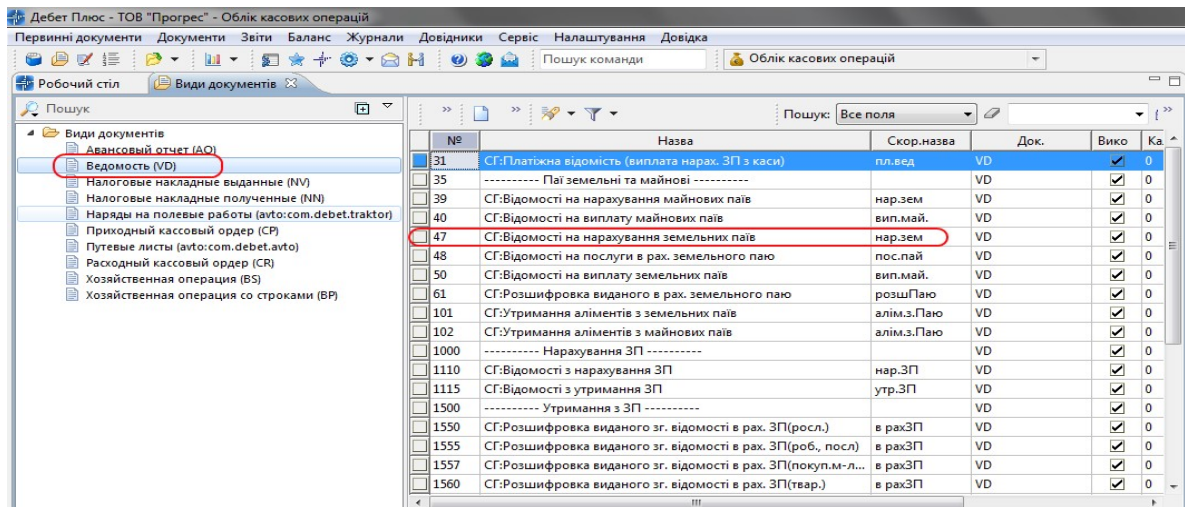 Дебет Плюс - ТОВ "Прогрес" - Облік касових операцій
Первинні документи Документи Звіти Баланс Журнали Довідники Сервіс Налаштування Довідка
Пошук команди Облік касових операцій
Робочий стіл Види документів
Пошук Пошук: Все поля
Види документів
Авансовый отчет (AO)
Ведомость (VD)
Налоговые накладные выданные (NV)
Налоговые накладные полученные (NN)
Наряды на полевые работы (avto:com.debet.traktor)
Приходный кассовый ордер (CP)
Путевые листы (avto:com.debet.avto)
Расходный кассовый ордер (CR)
Хозяйственная операция (BS)
Хозяйственная операция со строками (BP)
№ Назва Скор.назва Док. Вико Ка
31 СГ:Платіжна відомість (виплата нарах. ЗП з каси) пл.вед VD 0
35 ---------- Паї земельні та майнові ---------- VD 0
39 СГ:Відомості на нарахування майнових паїв нар.зем VD 0
40 СГ:Відомості на виплату майнових паїв вип.май. VD 0
47 СГ:Відомості на нарахування земельних паїв нар.зем VD 0
48 СГ:Відомості на послуги в рах. земельного паю пос.пай VD 0
50 СГ:Відомості на виплату земельних паїв вип.май. VD 0
61 СГ:Розшифровка виданого в рах. земельного паю розшПаю VD 0
101 СГ:Утримання аліментів з земельних паїв алім.з.Паю VD 0
102 СГ:Утримання аліментів з майнових паїв алім.з.Паю VD 0
1000 ---------- Нарахування ЗП ---------- VD 0
1110 СГ:Відомості з нарахування ЗП нар.ЗП VD 0
1115 СГ:Відомості з утримання ЗП утр.ЗП VD 0
1500 ---------- Утримання з ЗП ---------- VD 0
1550 СГ:Розшифровка виданого зг. відомості в рах. ЗП(росл.) в рахЗП VD 0
1555 СГ:Розшифровка виданого зг. відомості в рах. ЗП(роб., посл) в рахЗП VD 0
1557 СГ:Розшифровка виданого зг. відомості в рах. ЗП(покуп.м-л... в рахЗП VD 0
1560 СГ:Розшифровка виданого зг. відомості в рах. ЗП(твар.) в рахЗП VD 0